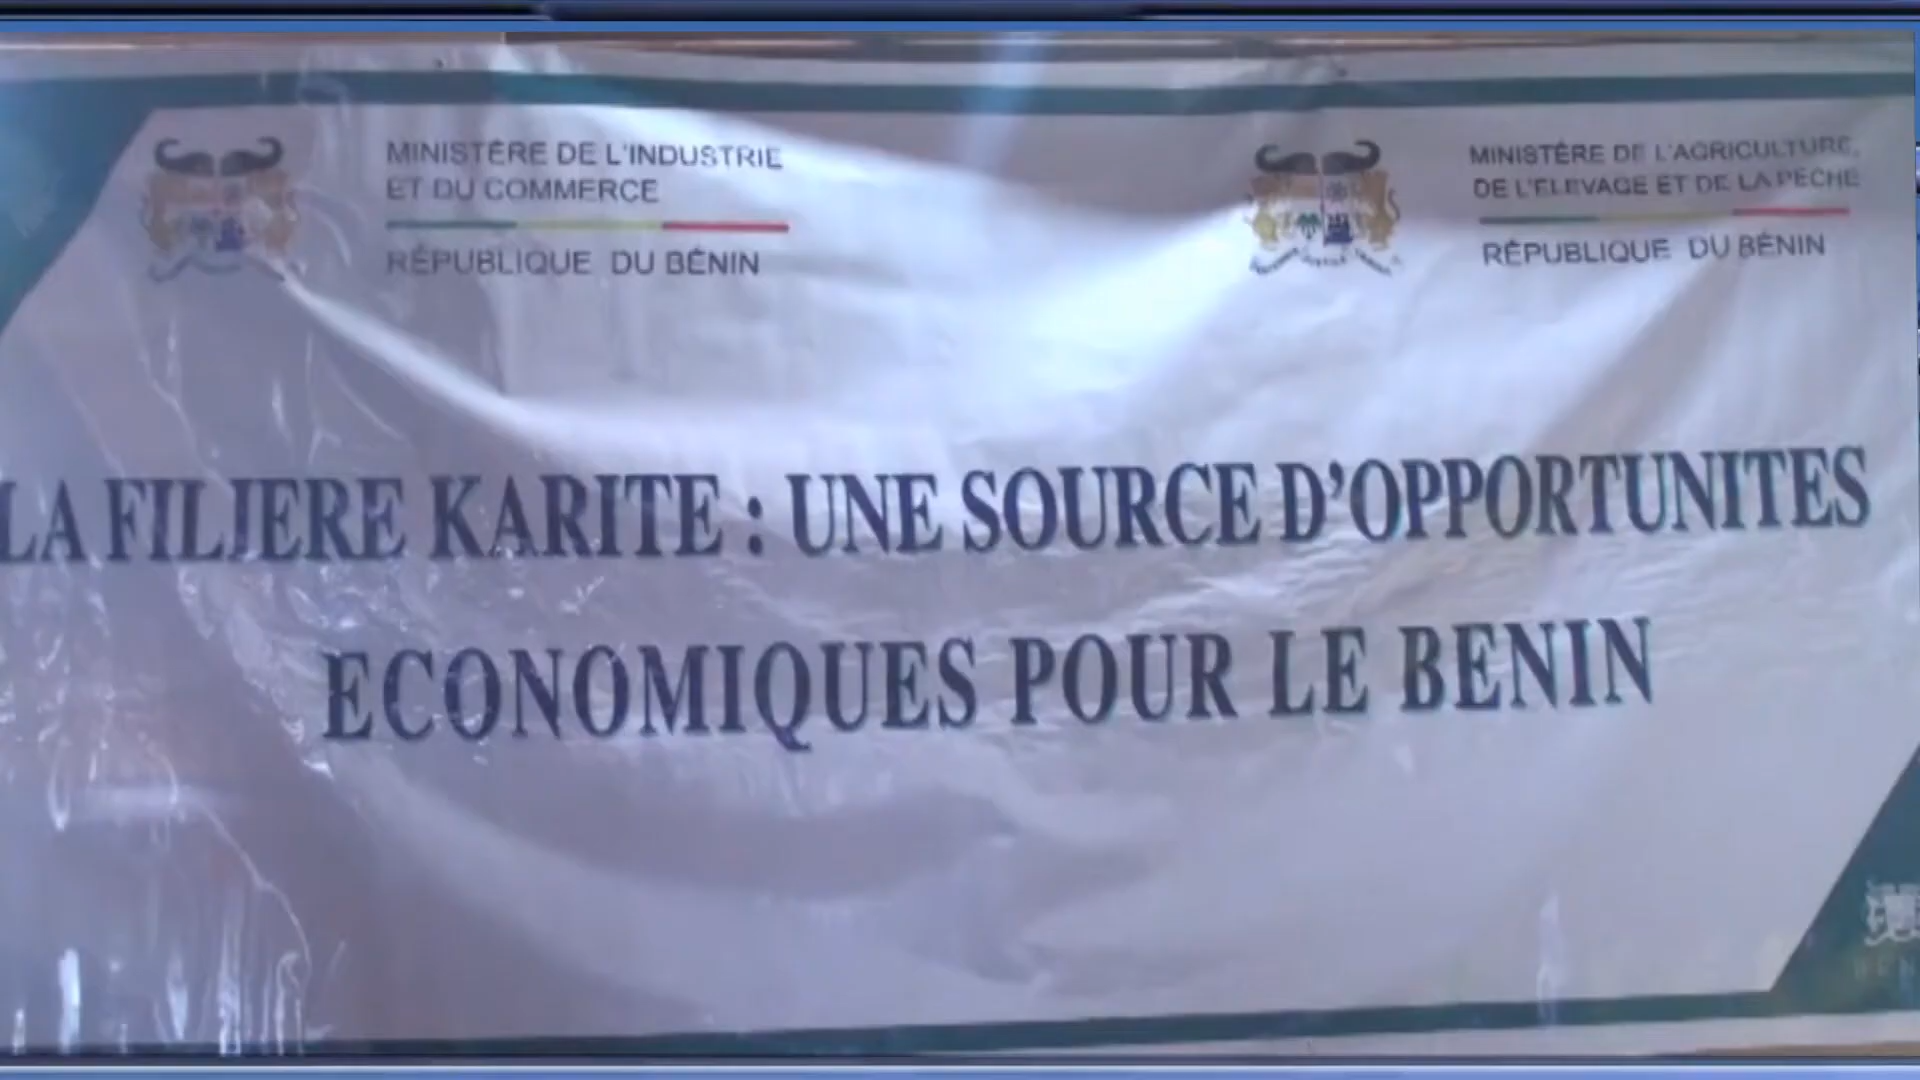 MINISTÈRE DE L'INDUSTRIE
ET DU COMMERCE
RÉPUBLIQUE DU BÉNIN
MINISTÈRE DE L'AGRICULTURE,
DE L'ELEVAGE ET DE LA PÊCHE
RÉPUBLIQUE DU BÉNIN
LA FILIERE KARITE : UNE SOURCE D'OPPORTUNITES
ECONOMIQUES POUR LE BENIN